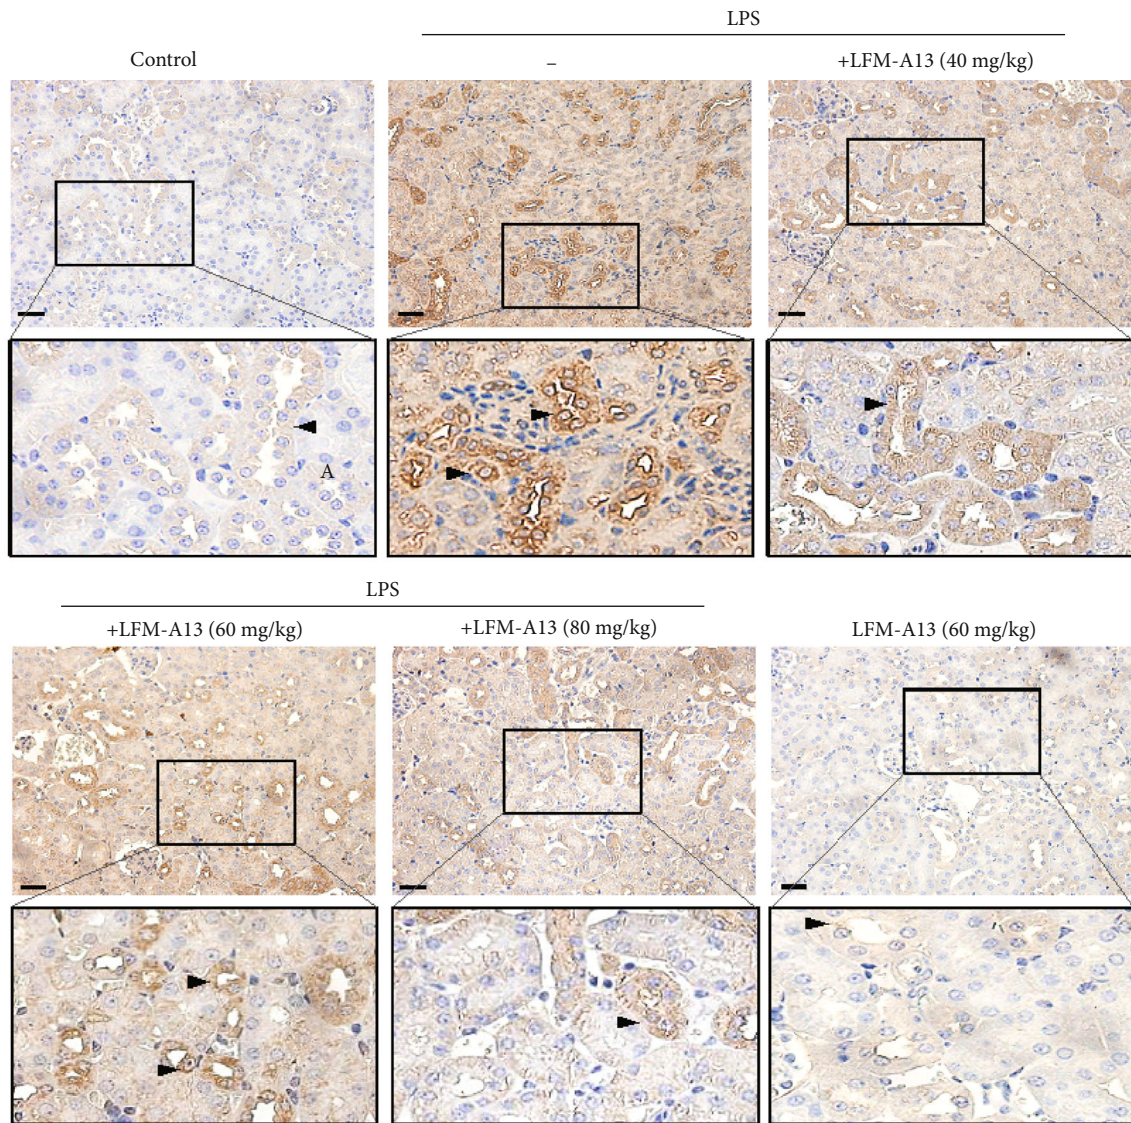 LPS
Control
–
+LFM-A13 (40 mg/kg)
A
LPS
+LFM-A13 (60 mg/kg)
+LFM-A13 (80 mg/kg)
LFM-A13 (60 mg/kg)